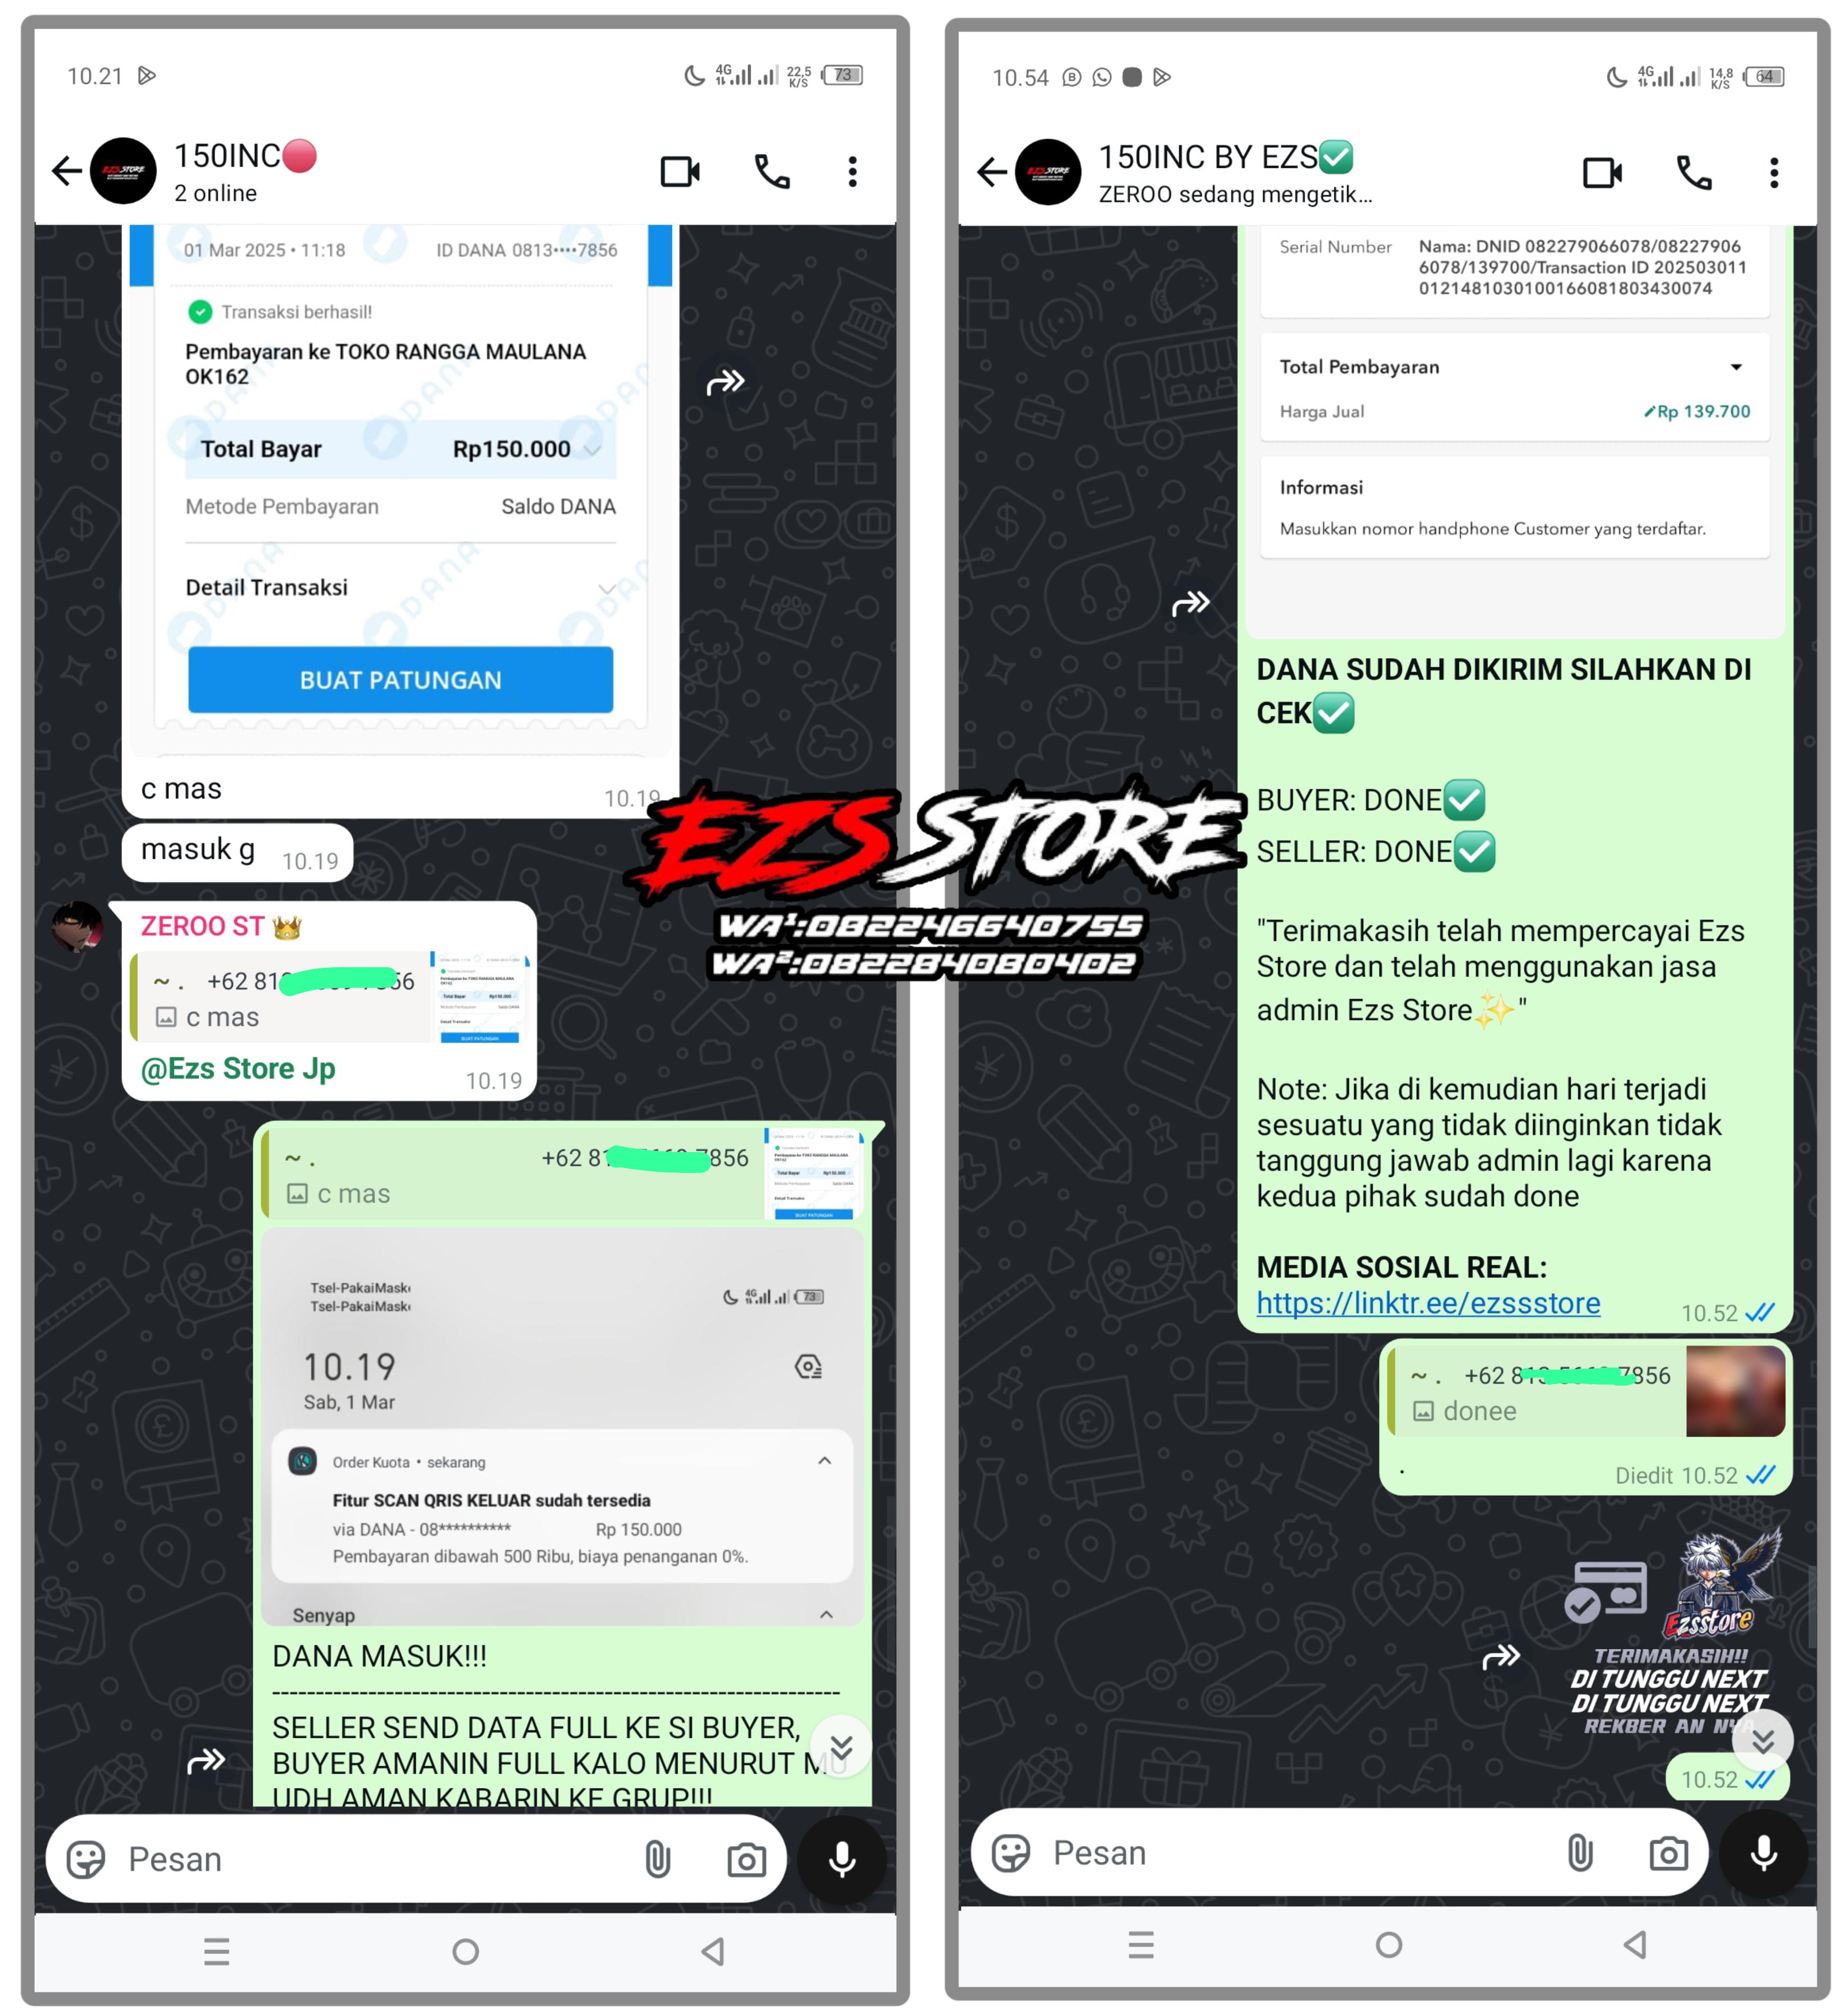 10.21
4G
22,5
K/S
73
150INC🔴
2 online
01 Mar 2025 • 11:18
ID DANA 0813••••7856
Transaksi berhasil!
Pembayaran ke TOKO RANGGA MAULANA
OK162
Total Bayar
Rp150.000
Metode Pembayaran
Saldo DANA
Detail Transaksi
BUAT PATUNGAN
c mas
10.19
masuk g
10.19
ZEROO ST 👑
~ . +62 81 56
c mas
@Ezs Store Jp
10.19
~ .
+62 8 7856
c mas
Tsel-PakaiMask
Tsel-PakaiMask
4G
73
10.19
Sab, 1 Mar
Order Kuota • sekarang
Fitur SCAN QRIS KELUAR sudah tersedia
via DANA - 08**********
Rp 150.000
Pembayaran dibawah 500 Ribu, biaya penanganan 0%.
Senyap
DANA MASUK!!!
-----------------------------------------------------------------
SELLER SEND DATA FULL KE SI BUYER,
BUYER AMANIN FULL KALO MENURUT MU
UDH AMAN KABARIN KE GRUP!!!
Pesan
EZS STORE
WA¹:082246640755
WA²:082284080402
10.54
4G
14,8
K/S
64
150INC BY EZS✅
ZEROO sedang mengetik...
Serial Number
Nama: DNID 082279066078/08227906
6078/139700/Transaction ID 202503011
0121481030100166081803430074
Total Pembayaran
Harga Jual
Rp 139.700
Informasi
Masukkan nomor handphone Customer yang terdaftar.
DANA SUDAH DIKIRIM SILAHKAN DI
CEK✅
BUYER: DONE✅
SELLER: DONE✅
"Terimakasih telah mempercayai Ezs
Store dan telah menggunakan jasa
admin Ezs Store✨"
Note: Jika di kemudian hari terjadi
sesuatu yang tidak diinginkan tidak
tanggung jawab admin lagi karena
kedua pihak sudah done
MEDIA SOSIAL REAL:
https://linktr.ee/ezssstore
10.52
~ . +62 8 7856
donee
.
Diedit 10.52
Ezsstore
TERIMAKASIH!!
DI TUNGGU NEXT
DI TUNGGU NEXT
REKBER AN NYA
10.52
Pesan